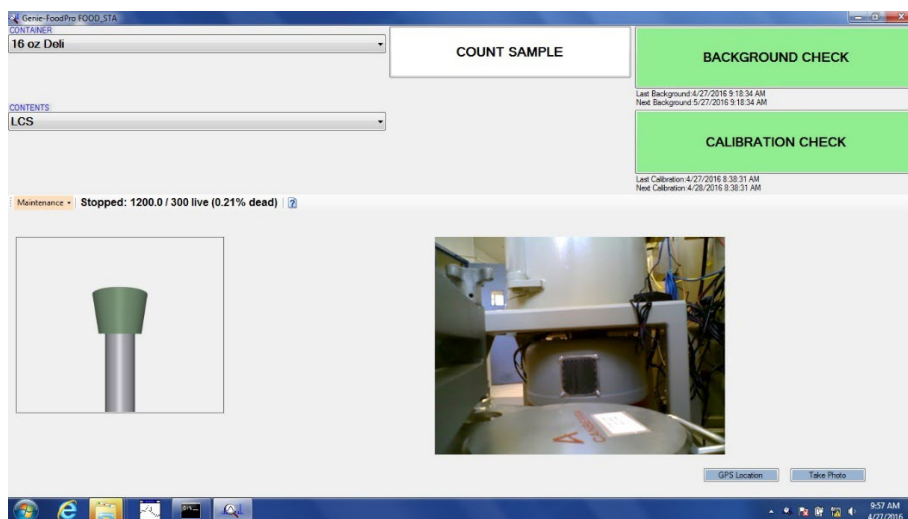 Genie-FoodPro FOOD_STA
CONTAINER
16 oz Deli
COUNT SAMPLE
BACKGROUND CHECK
Last Background:4/27/2016 9:18:34 AM
Next Background:5/27/2016 9:18:34 AM
CONTENTS
LCS
CALIBRATION CHECK
Last Calibration:4/27/2016 8:38:31 AM
Next Calibration:4/28/2016 8:38:31 AM
Maintenance
Stopped: 1200.0 / 300 live (0.21% dead)
?
A
CANBERRA
GPS Location
Take Photo
9:57 AM
4/27/2016